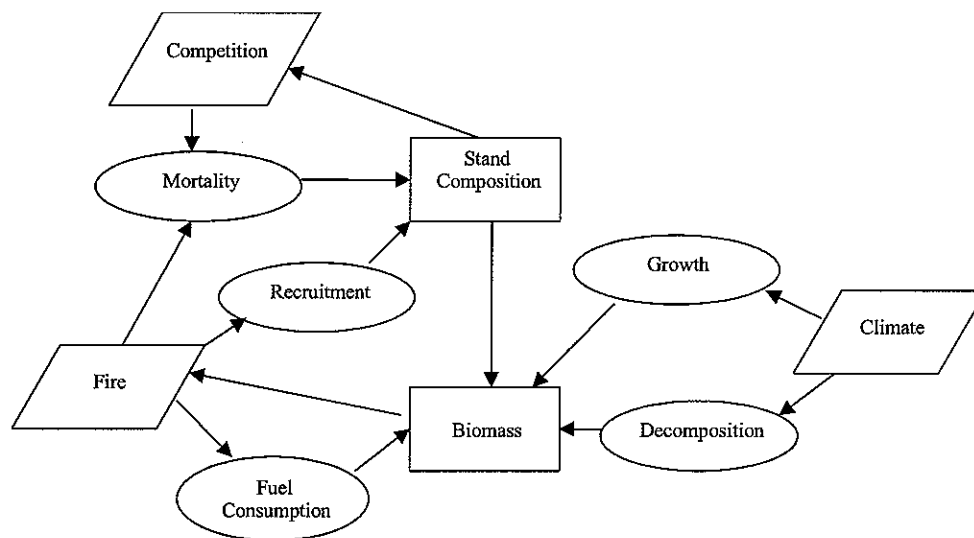 Competition
Stand
Composition
Mortality
Growth
Recruitment
Climate
Fire
Biomass
Decomposition
Fuel
Consumption